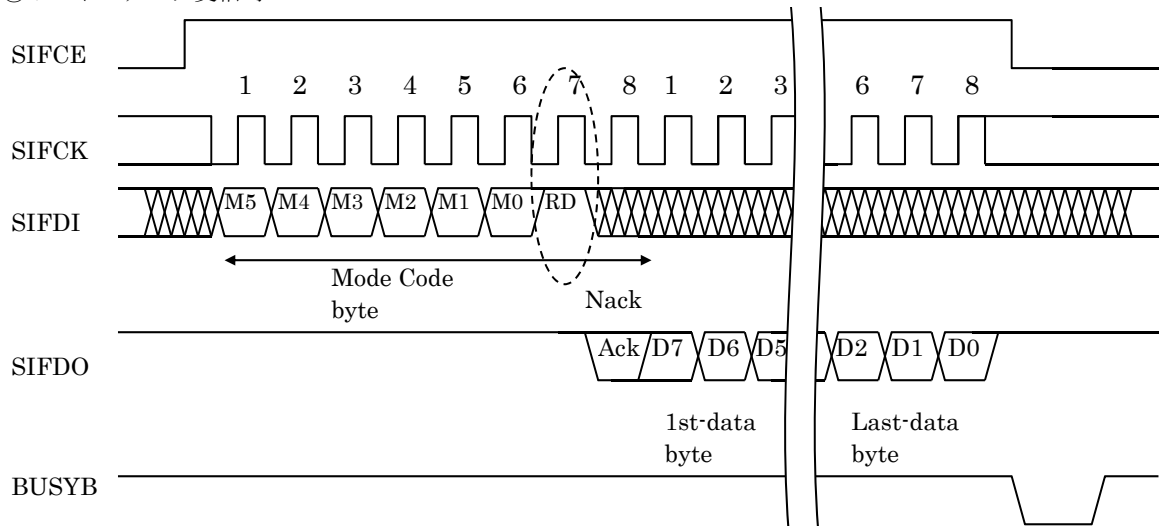 SIFCE
1 2 3 4 5 6 7 8 1 2 3 6 7 8
SIFCK
SIFDI
M5 M4 M3 M2 M1 M0 RD
Mode Code
byte
Nack
SIFDO
Ack D7 D6 D5 D2 D1 D0
1st-data
byte
Last-data
byte
BUSYB